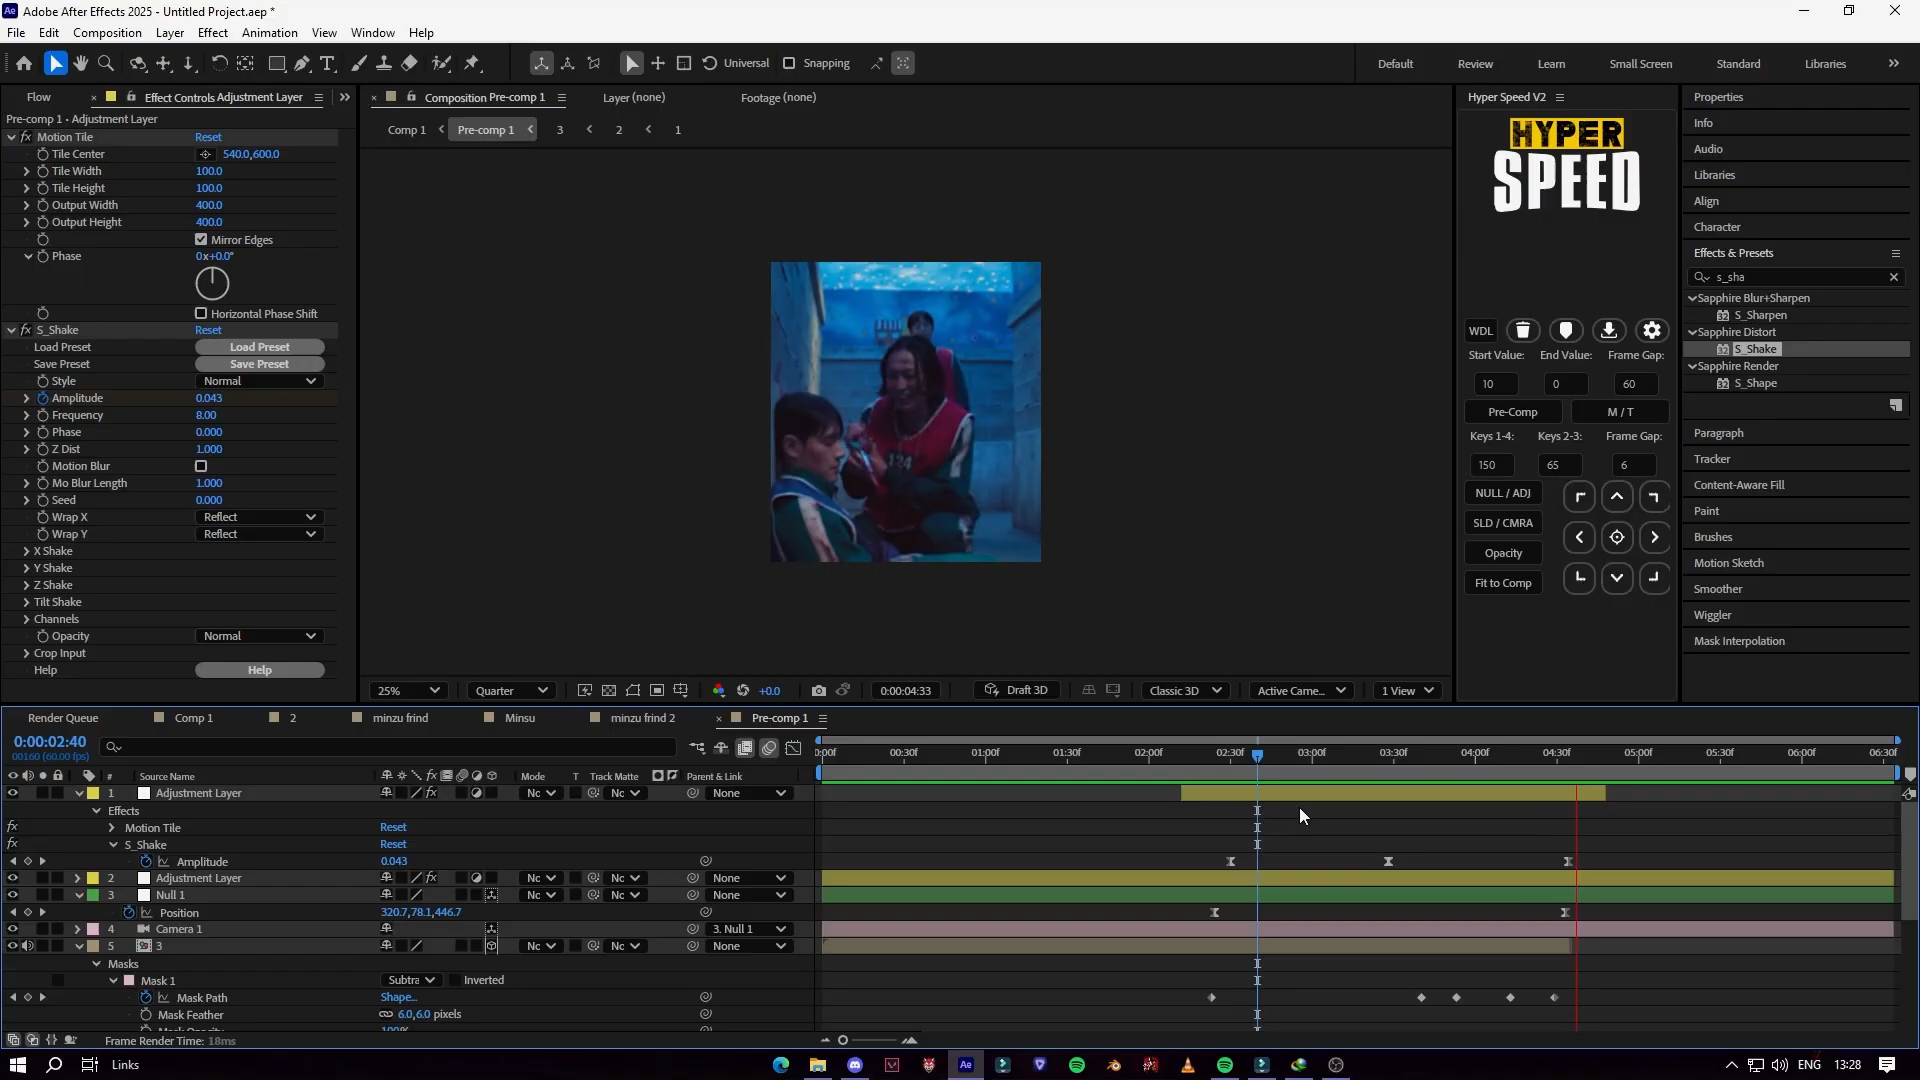 Adobe After Effects 2025 - Untitled Project.aep *
File Edit Composition Layer Effect Animation View Window Help
Universal Snapping Default Review Learn Small Screen Standard Libraries
Flow Effect Controls Adjustment Layer
Pre-comp 1 • Adjustment Layer
fx Motion Tile Reset
Tile Center 540.0,600.0
Tile Width 100.0
Tile Height 100.0
Output Width 400.0
Output Height 400.0
Mirror Edges
Phase 0x+0.0°
Horizontal Phase Shift
fx S_Shake Reset
Load Preset Load Preset
Save Preset Save Preset
Style Normal
Amplitude 0.043
Frequency 8.00
Phase 0.000
Z Dist 1.000
Motion Blur
Mo Blur Length 1.000
Seed 0.000
Wrap X Reflect
Wrap Y Reflect
X Shake
Y Shake
Z Shake
Tilt Shake
Channels
Opacity Normal
Crop Input
Help Help
Composition Pre-comp 1 Layer (none) Footage (none)
Comp 1 Pre-comp 1 3 2 1
25% Quarter +0.0 0:00:04:33 Draft 3D Classic 3D Active Came... 1 View
Hyper Speed V2
HYPER
SPEED
WDL
Start Value: End Value: Frame Gap:
10 0 60
Pre-Comp M / T
Keys 1-4: Keys 2-3: Frame Gap:
150 65 6
NULL / ADJ
SLD / CMRA
Opacity
Fit to Comp
Properties
Info
Audio
Libraries
Align
Character
Effects & Presets
s_sha
Sapphire Blur+Sharpen
S_Sharpen
Sapphire Distort
S_Shake
Sapphire Render
S_Shape
Paragraph
Tracker
Content-Aware Fill
Paint
Brushes
Motion Sketch
Smoother
Wiggler
Mask Interpolation
Render Queue Comp 1 2 minzu frind Minsu minzu frind 2 Pre-comp 1
0:00:02:40
00160 (60.00 fps)
0:00f 00:30f 01:00f 01:30f 02:00f 02:30f 03:00f 03:30f 04:00f 04:30f 05:00f 05:30f 06:00f 06:30f
# Source Name Mode T Track Matte Parent & Link
1 Adjustment Layer fx Nc Nc None
Effects
fx Motion Tile Reset
fx S_Shake Reset
Amplitude 0.043
2 Adjustment Layer fx Nc Nc None
3 Null 1 Nc Nc None
Position 320.7,78.1,446.7
4 Camera 1 3. Null 1
5 3 Nc Nc None
Masks
Mask 1 Subtra Inverted
Mask Path Shape...
Mask Feather 6.0,6.0 pixels
Frame Render Time: 18ms
Links ENG 13:28